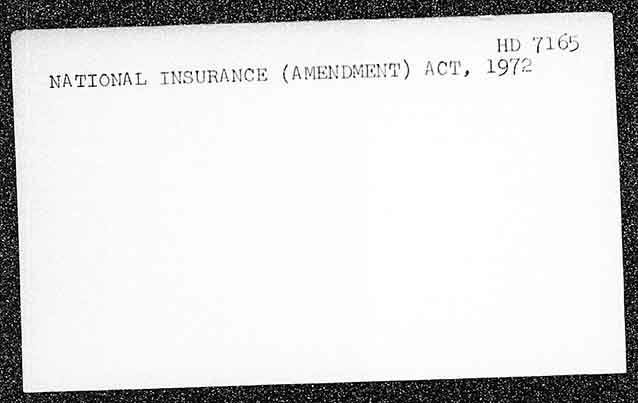 HD 7165
NATIONAL INSURANCE (AMENDMENT) ACT, 1972